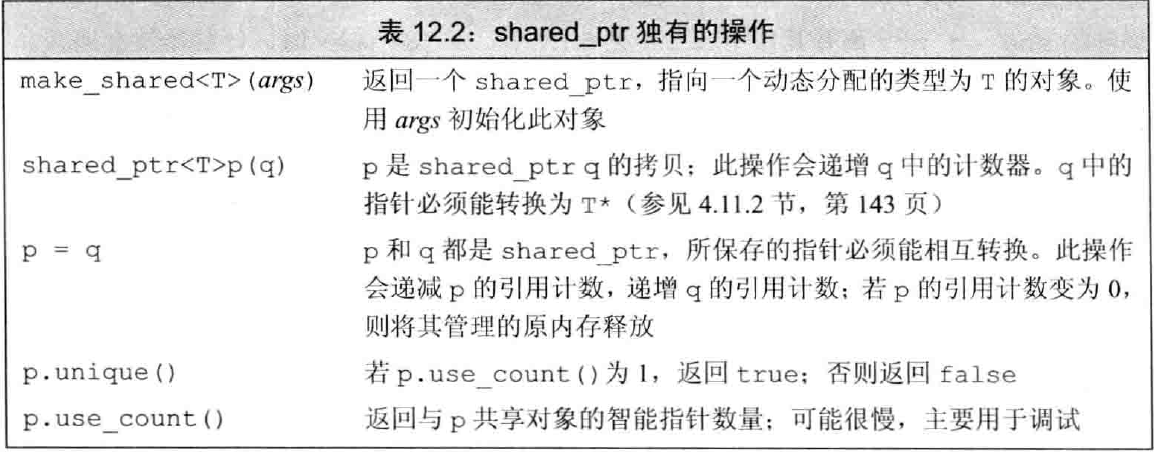 表 12.2：shared_ptr 独有的操作
make_shared<T>(args) 返回一个 shared_ptr，指向一个动态分配的类型为 T 的对象。使
用 args 初始化此对象
shared_ptr<T>p(q) p 是 shared_ptr q 的拷贝；此操作会递增 q 中的计数器。q 中的
指针必须能转换为 T*（参见 4.11.2 节，第 143 页）
p = q p 和 q 都是 shared_ptr，所保存的指针必须能相互转换。此操作
会递减 p 的引用计数，递增 q 的引用计数；若 p 的引用计数变为 0，
则将其管理的原内存释放
p.unique() 若 p.use_count() 为 1，返回 true；否则返回 false
p.use_count() 返回与 p 共享对象的智能指针数量；可能很慢，主要用于调试